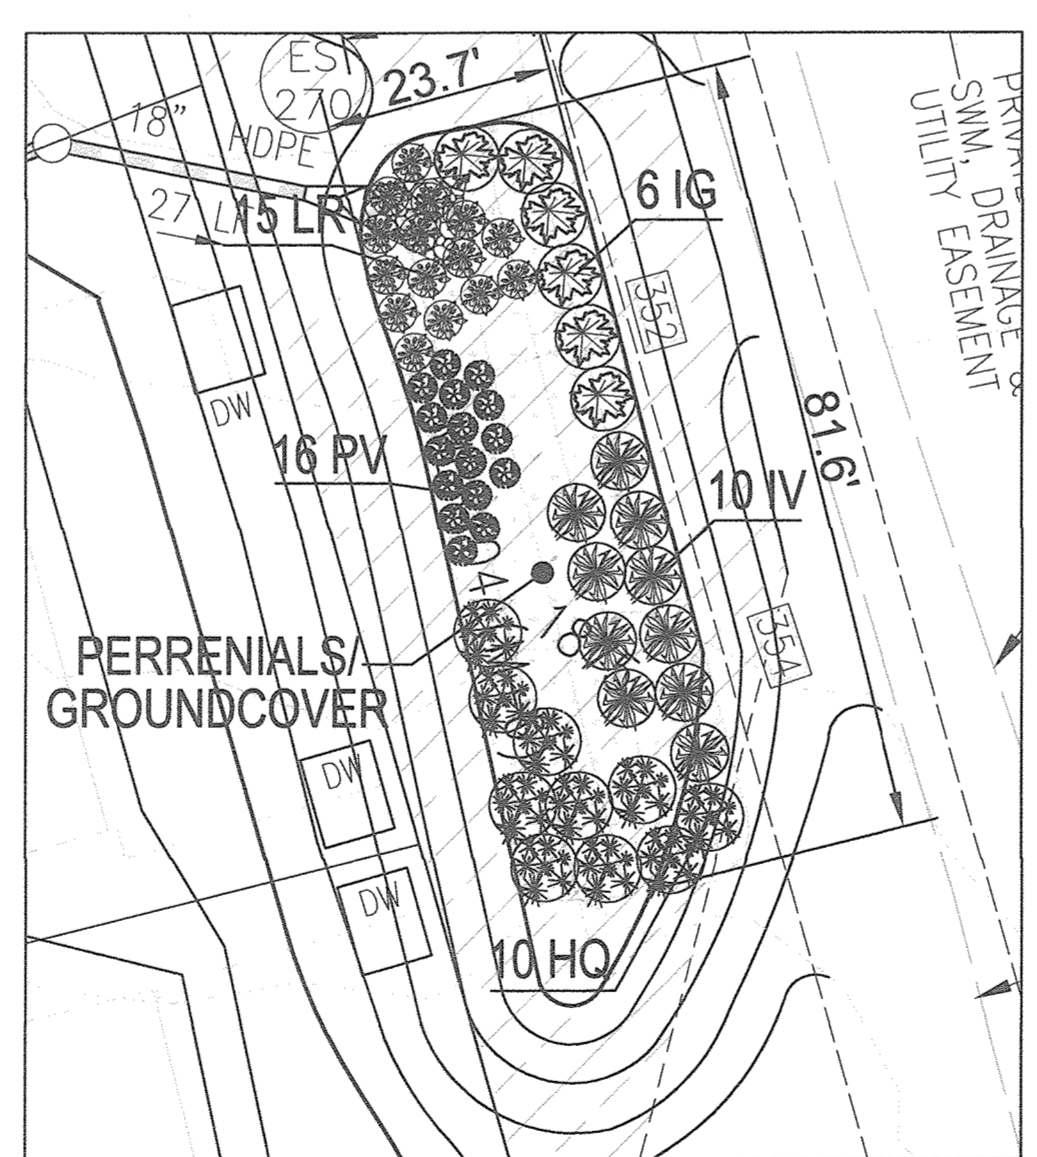 EST
270
23.7'
18"
HDPE
27 LF
15 LR
6 IG
PRIVATE
SWM, DRAINAGE &
UTILITY EASEMENT
352
DW
81.6'
16 PV
10 IV
354
PERRENIALS/
GROUNDCOVER
DW
DW
10 HQ